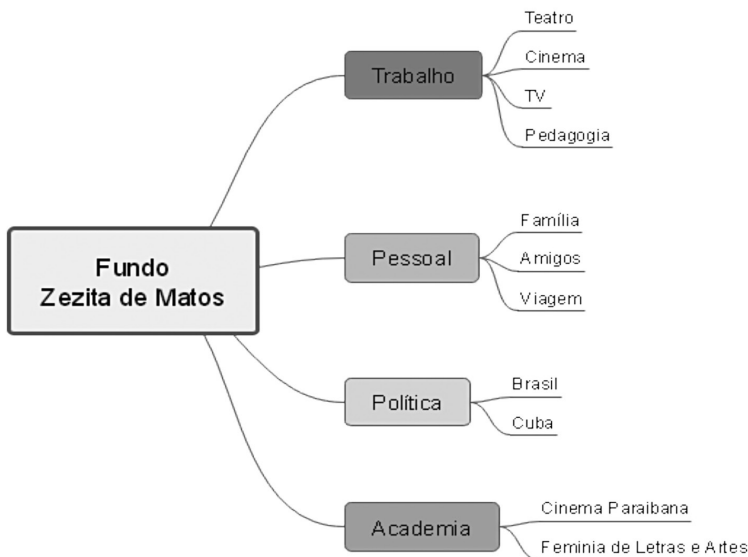 Fundo
Zezita de Matos
Trabalho
Teatro
Cinema
TV
Pedagogia
Pessoal
Família
Amigos
Viagem
Política
Brasil
Cuba
Academia
Cinema Paraibana
Feminia de Letras e Artes